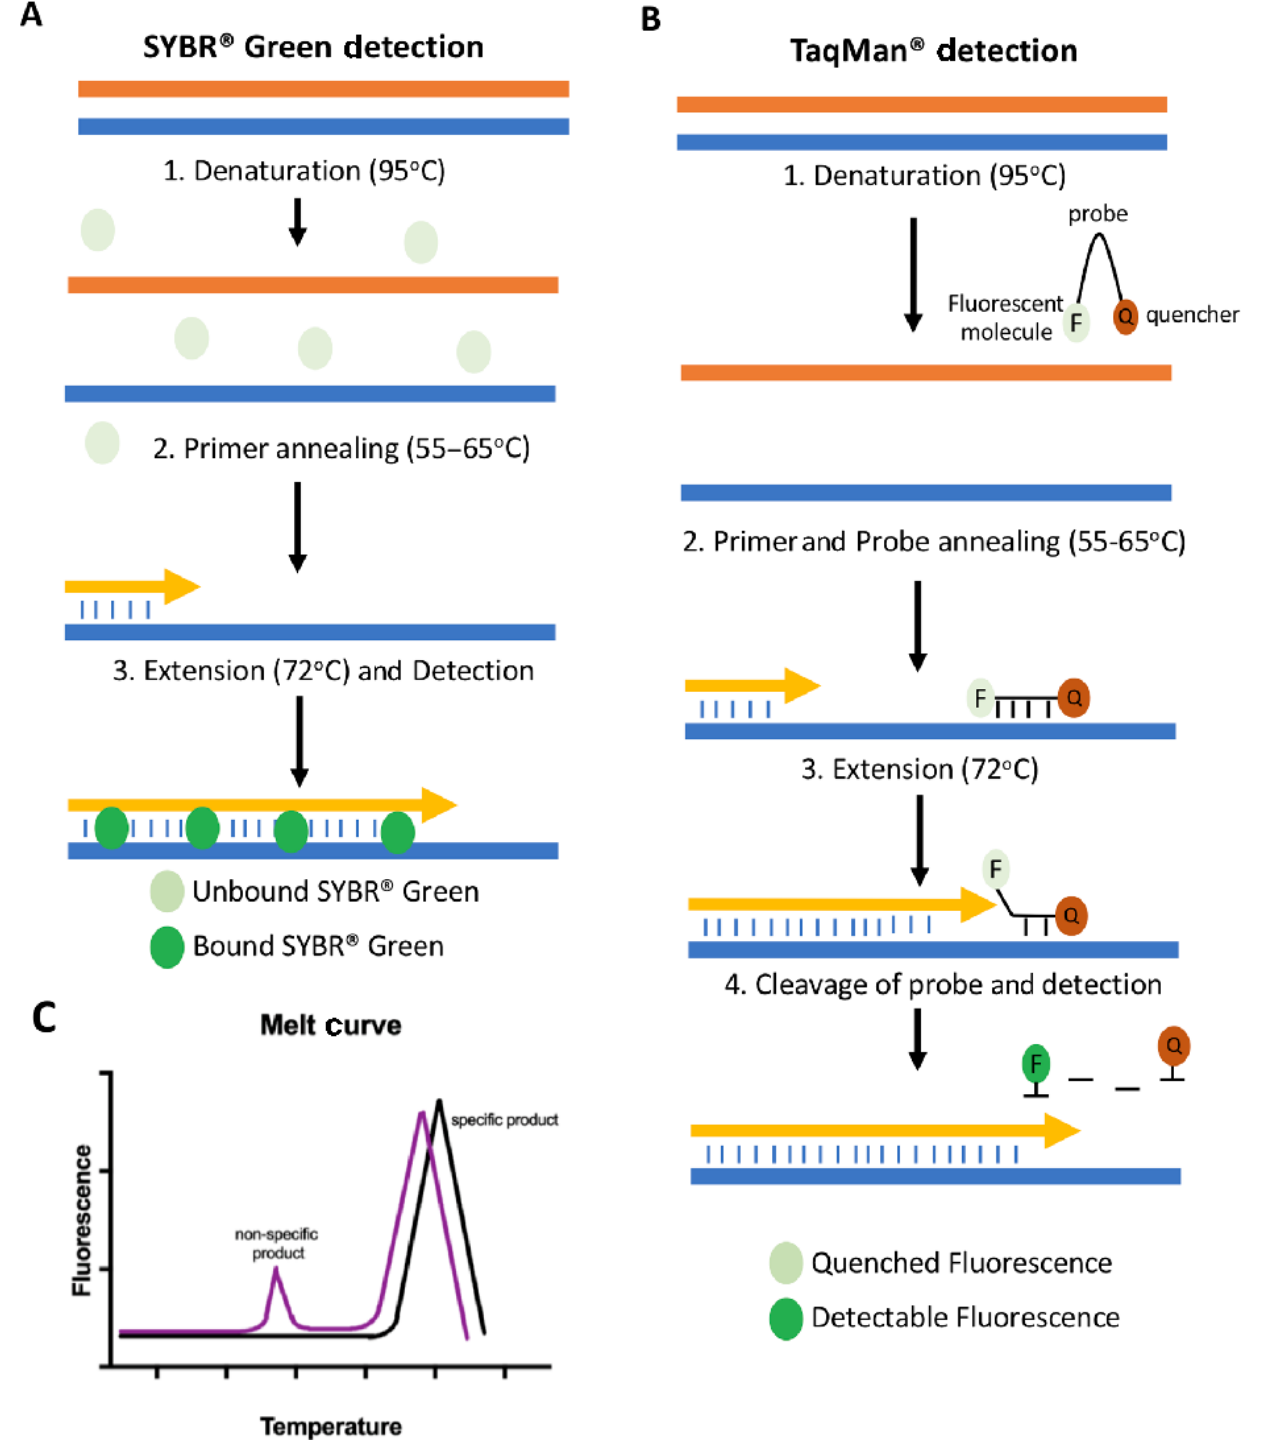 A
SYBR® Green detection
1. Denaturation (95°C)
2. Primer annealing (55–65°C)
3. Extension (72°C) and Detection
Unbound SYBR® Green
Bound SYBR® Green
B
TaqMan® detection
1. Denaturation (95°C)
probe
Fluorescent
molecule
F
Q
quencher
2. Primer and Probe annealing (55-65°C)
F
Q
3. Extension (72°C)
F
Q
4. Cleavage of probe and detection
F
Q
Quenched Fluorescence
Detectable Fluorescence
C
Melt curve
specific product
non-specific
product
Fluorescence
Temperature